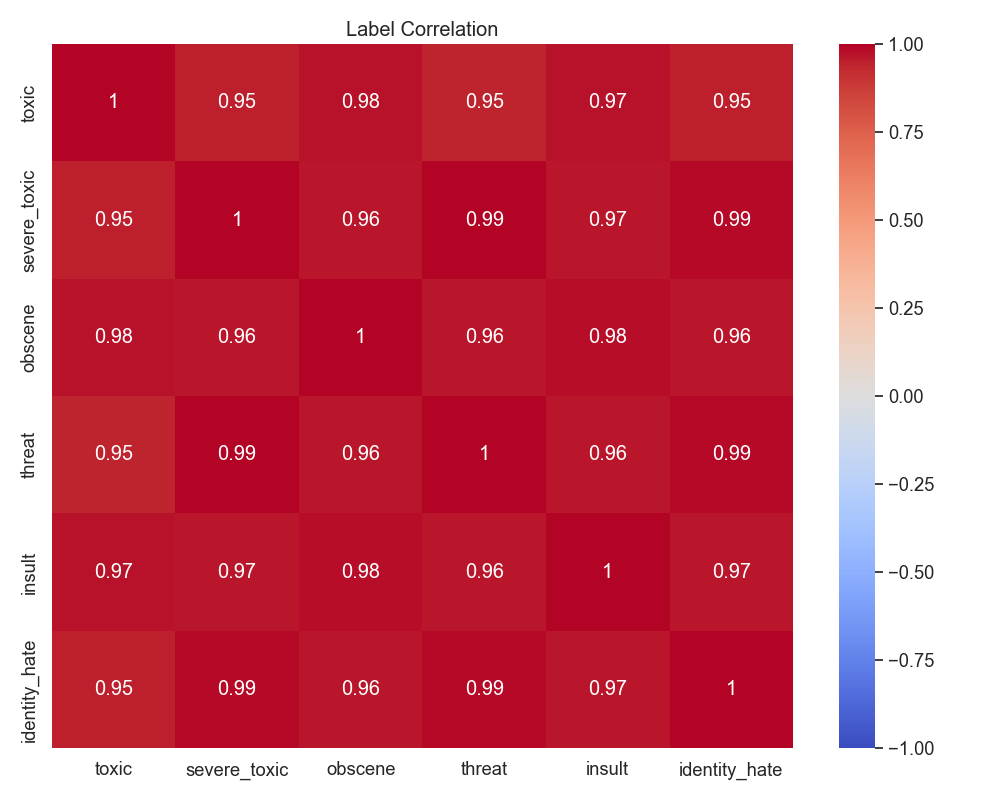 Label Correlation
toxic 1 0.95 0.98 0.95 0.97 0.95
severe_toxic 0.95 1 0.96 0.99 0.97 0.99
obscene 0.98 0.96 1 0.96 0.98 0.96
threat 0.95 0.99 0.96 1 0.96 0.99
insult 0.97 0.97 0.98 0.96 1 0.97
identity_hate 0.95 0.99 0.96 0.99 0.97 1
toxic severe_toxic obscene threat insult identity_hate
1.00
0.75
0.50
0.25
0.00
−0.25
−0.50
−0.75
−1.00